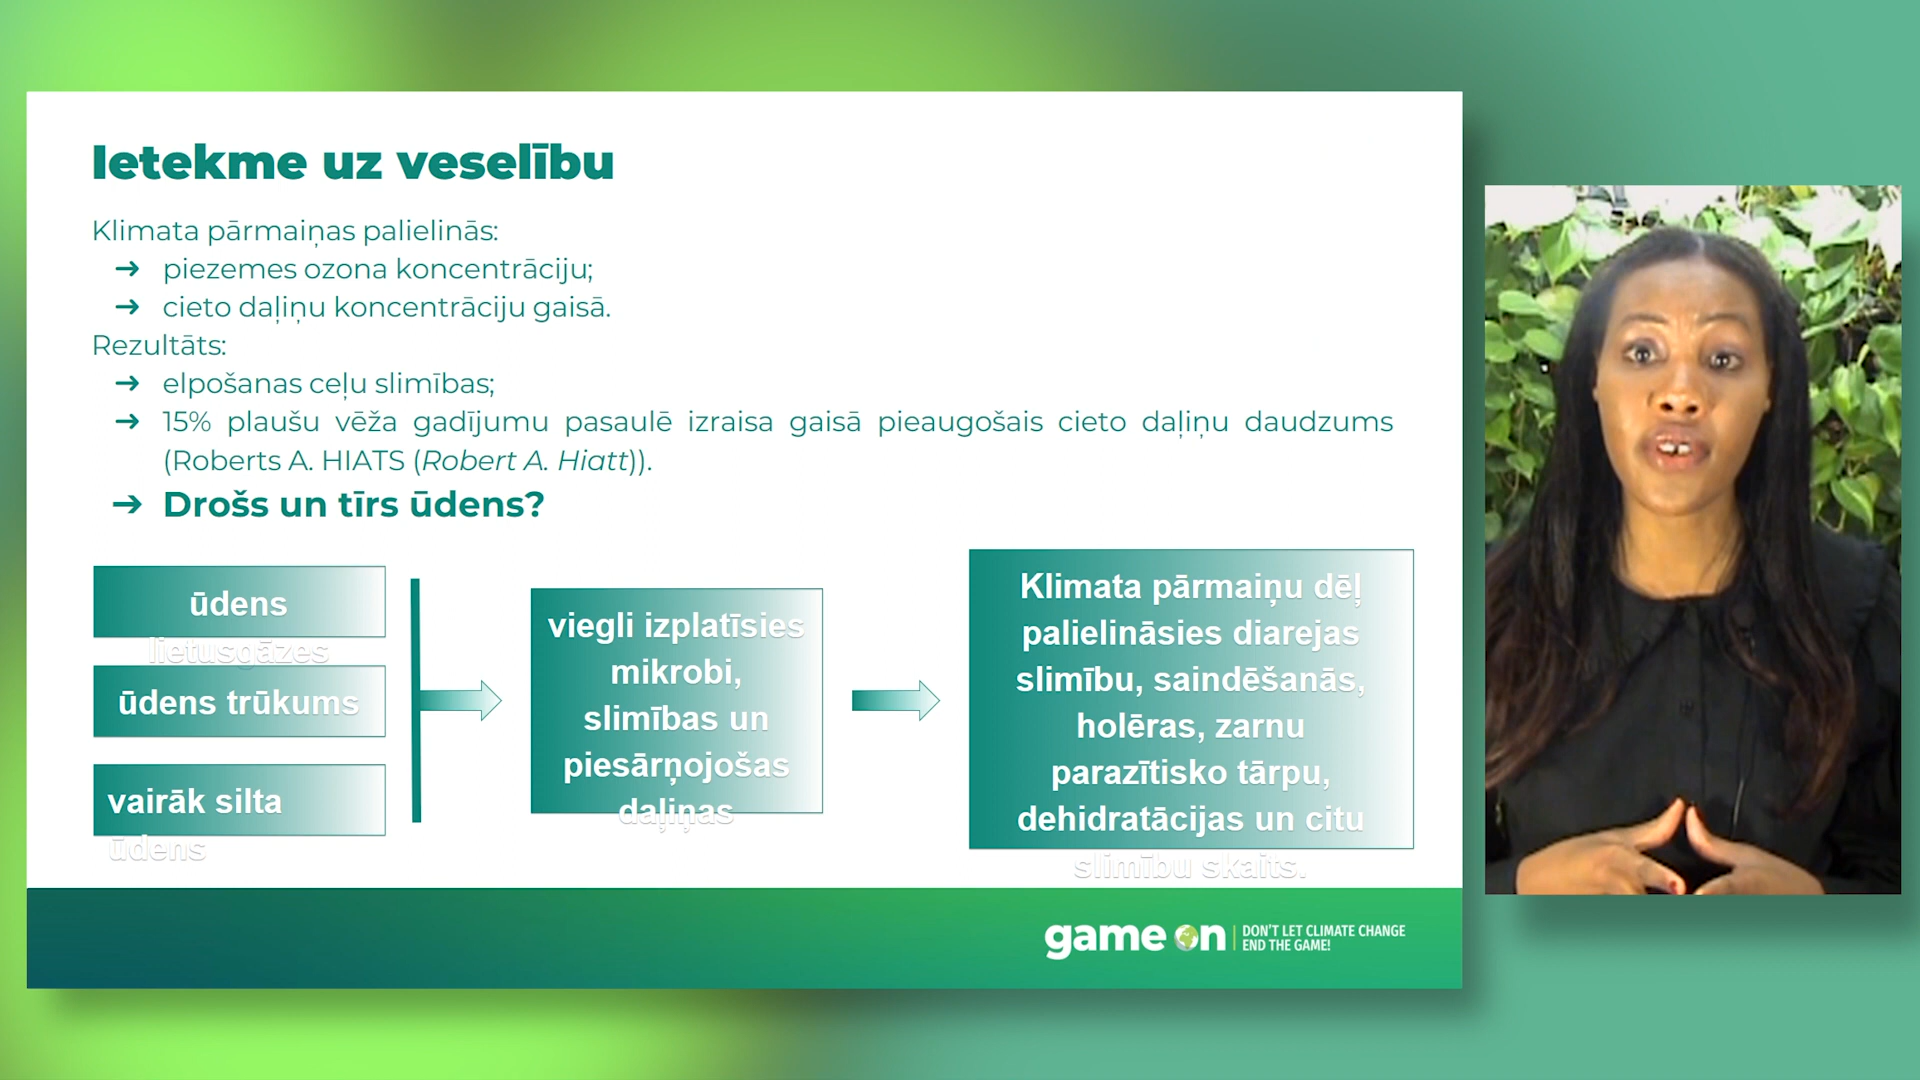 Ietekme uz veselību
Klimata pārmaiņas palielinās:
➔ piezemes ozona koncentrāciju;
➔ cieto daļiņu koncentrāciju gaisā.
Rezultāts:
➔ elpošanas ceļu slimības;
➔ 15% plaušu vēža gadījumu pasaulē izraisa gaisā pieaugošais cieto daļiņu daudzums
(Roberts A. HIATS (Robert A. Hiatt)).
➔ Drošs un tīrs ūdens?
ūdens
lietusgāzes
ūdens trūkums
vairāk silta
ūdens
viegli izplatīsies
mikrobi,
slimības un
piesārņojošas
daļiņas
Klimata pārmaiņu dēļ
palielināsies diarejas
slimību, saindēšanās,
holēras, zarnu
parazītisko tārpu,
dehidratācijas un citu
slimību skaits.
game on
DON'T LET CLIMATE CHANGE
END THE GAME!